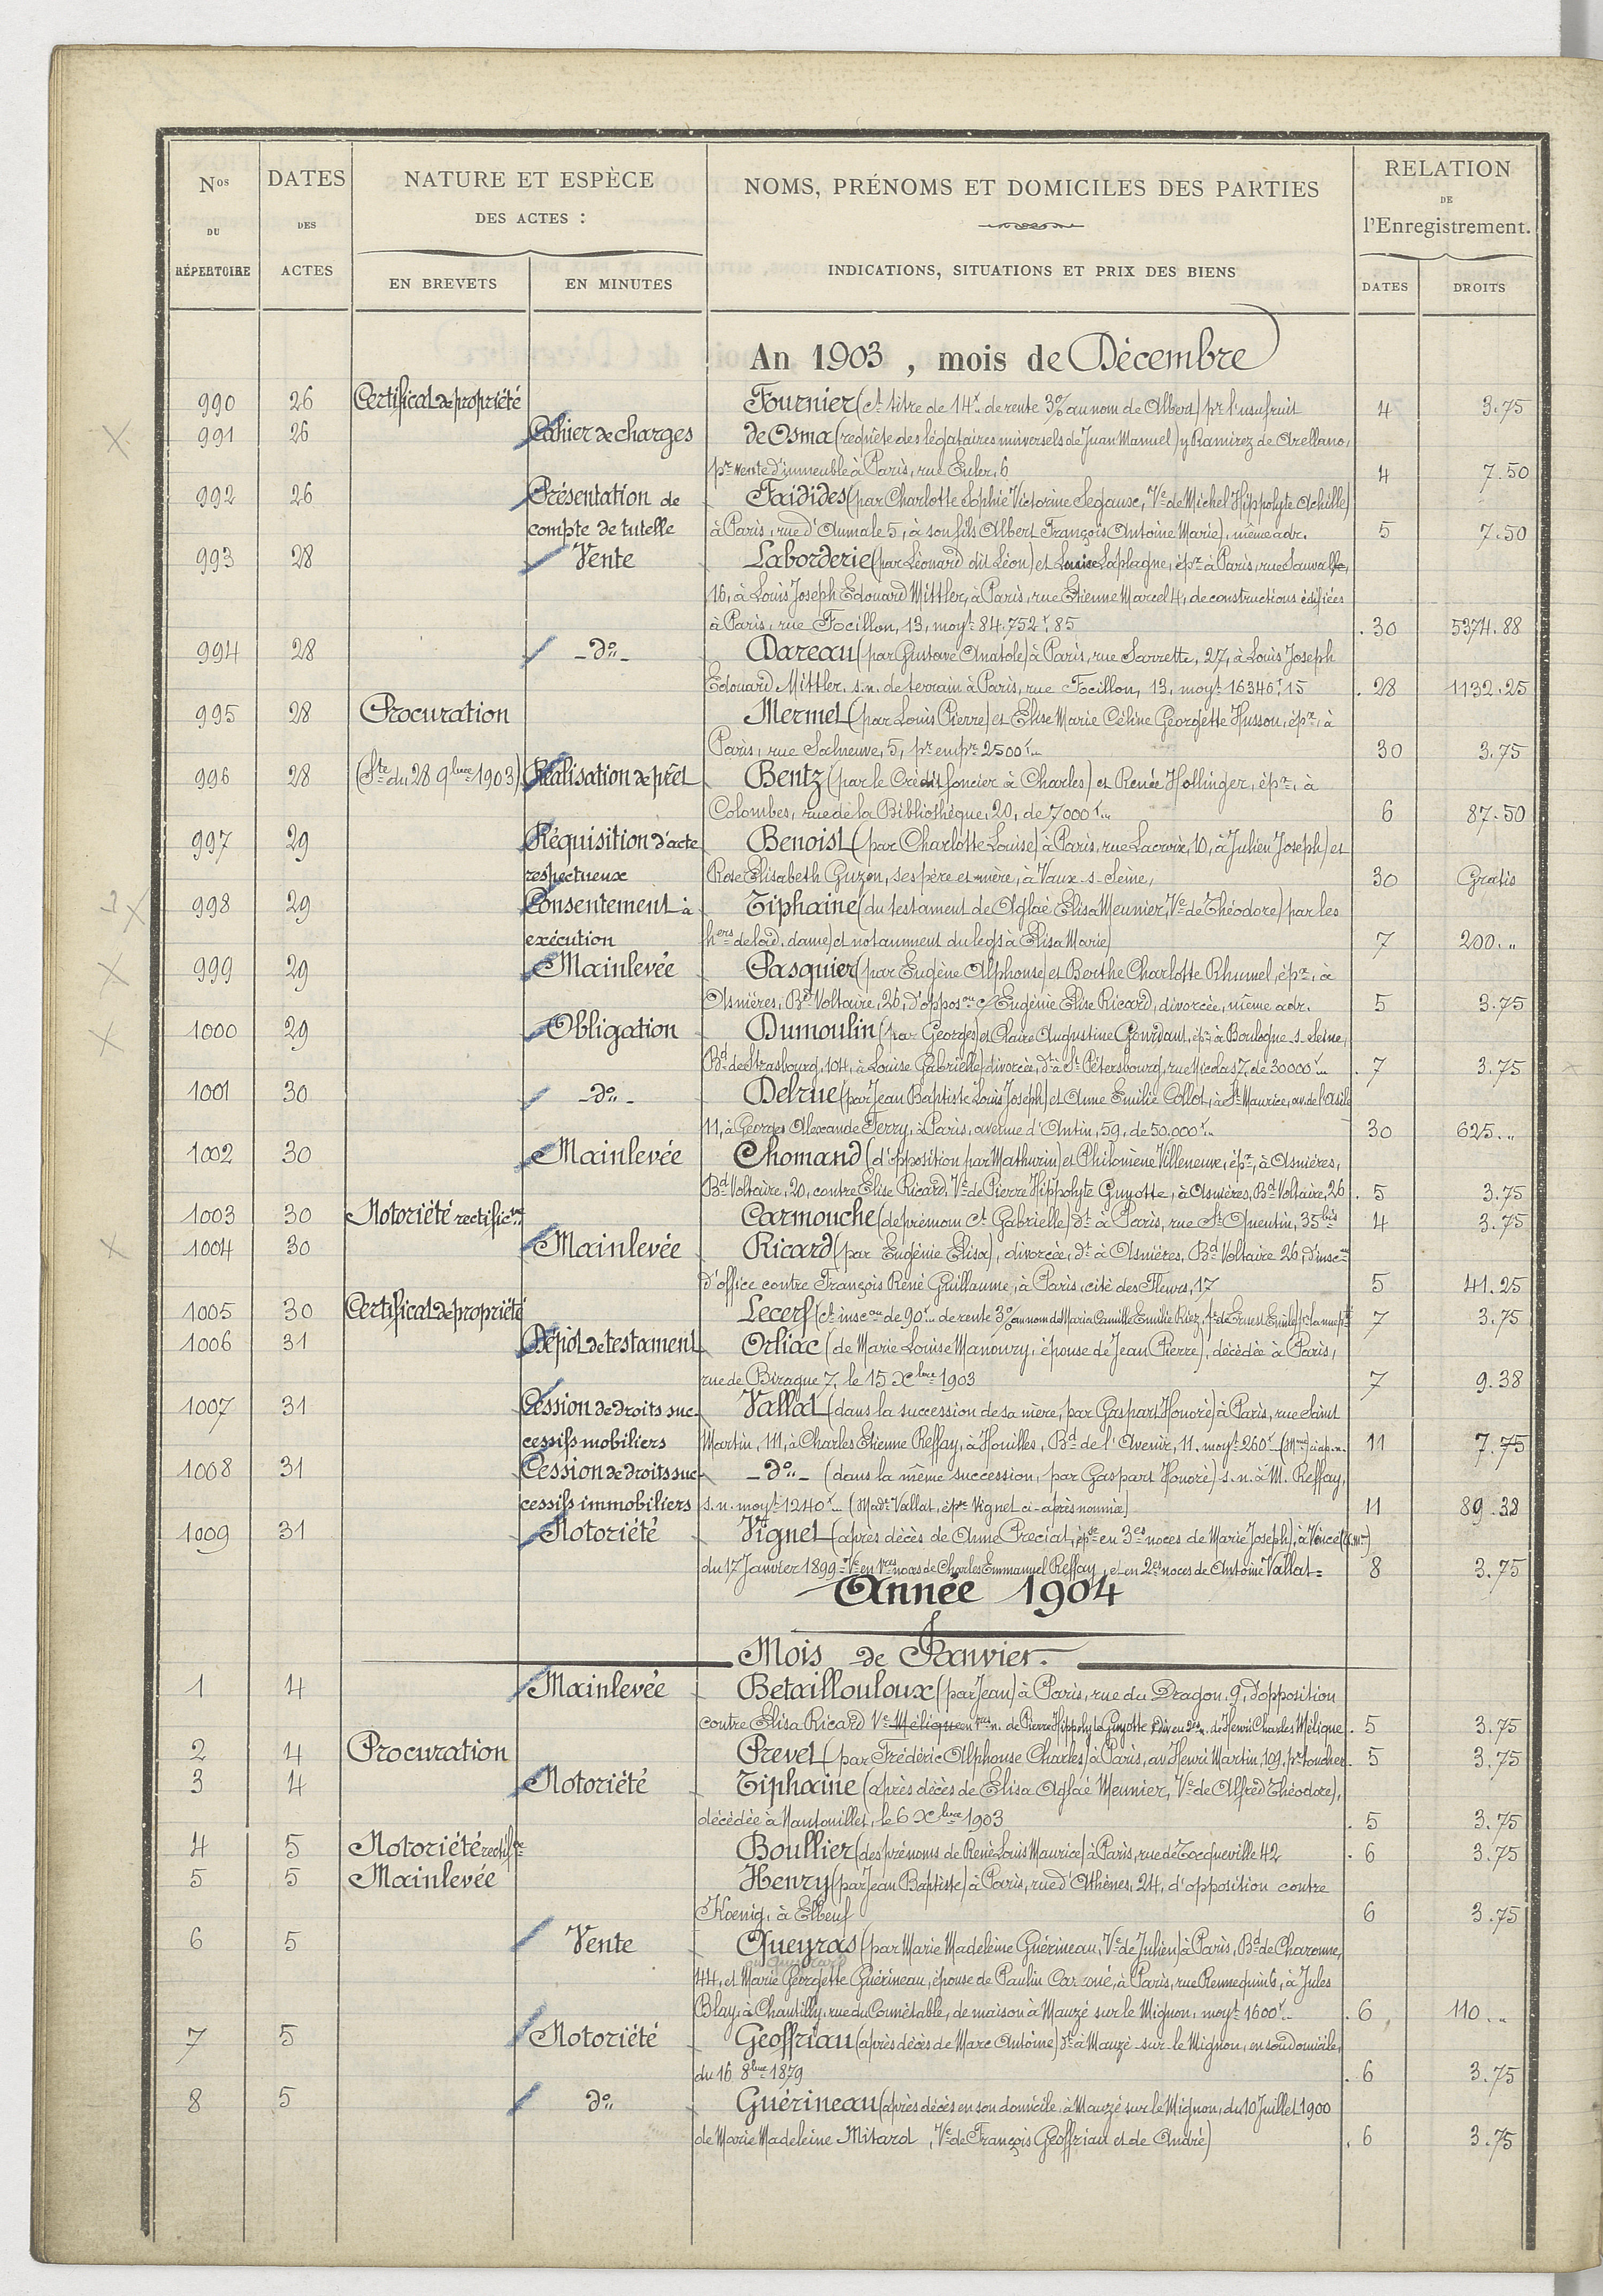 Nos DU RÉPERTOIRE
DATES DES ACTES
NATURE ET ESPÈCE
DES ACTES :
EN BREVETS
EN MINUTES
NOMS, PRÉNOMS ET DOMICILES DES PARTIES
INDICATIONS, SITUATIONS ET PRIX DES BIENS
RELATION
DE
l'Enregistrement.
DATES
DROITS
An 1903, mois de Décembre
990 26 Certificat de propriété Fournier (ct titre de 14f de rente 3% au nom de Albert) pr l'usufruit 4 3.75
991 26 Cahier de charges de Osma (requête des légataires universels de Juan Manuel) y Ramirez de Arellano,
pr vente d'immeuble à Paris, rue Euler, 6 4 7.50
992 26 Présentation de Faididés (par Charlotte Sophie Victorine Segaux, Ve de Michel Hippolyte Achille)
compte de tutelle à Paris, rue d'Aumale 5, à son fils Albert François Antoine Marie), même adr. 5 7.50
993 28 Vente Laborderie (par Léonard dit Léon) et Louise Laplagne, épx à Paris, rue Sauval,
16, à Louis Joseph Edouard Mittler, à Paris, rue Etienne Marcel 4, de constructions édifiées
à Paris, rue Focillon, 13, moyt 84.752f,85 30 5374.88
994 28 -do- Dareau (par Gustave Anatole) à Paris, rue Sarrette, 27, à Louis Joseph
Edouard Mittler, s.n. de terrain à Paris, rue Focillon, 13, moyt 16346f,15 28 1132.25
995 28 Procuration Mermet (par Louis Pierre) et Elise Marie Céline Georgette Husson, épx, à
Paris, rue 5, pr empr 2500f 30 3.75
996 28 (Ste du 28 9bre 1903) Réalisation de prêt Bentz (par le Crédit foncier à Charles) et Renée Hollinger, épx, à
Colombes, rue de la Bibliothèque, 20, de 7000f 6 87.50
997 29 Réquisition d'acte Benoist (par Charlotte Louise) à Paris, rue Lacroix, 10, à Julien Joseph) et
respectueux Rose Elisabeth Guzon, ses père et mère, à Vaux-s-Seine, 30 Gratis
998 29 Consentement à Tiphaine (du testament de Aglaé Elisa Meunier, Ve de Théodore) par les
exécution hers de lad. dame) et notamment du legs à Elisa Marie) 7 200.„
999 29 Mainlevée Pasquier (par Eugène Alphonse) et Berthe Charlotte Rhumel, épx, à
Asnières, Bd Voltaire, 26, d'opposon c/ Eugénie Elise Ricard, divorcée, même adr. 5 3.75
1000 29 Obligation Dumoulin (par Georges) et Claire Augustine Gourdant, épx à Boulogne s. Seine,
Bd de Strasbourg, 104, à Louise Gabrielle) divorcée, dt à St Pétersbourg, rue Nicolas 7, de 30000f 7 3.75
1001 30 -do- Delrue (par Jean Baptiste Louis Joseph) et Anne Emilie Collot, à St Maurice, av. de l'Asile
11, à Georges Alexandre Ferry, à Paris, avenue d'Antin, 59, de 50.000f 30 625.„
1002 30 Mainlevée Chomand (d'opposition par Mathurin) et Philomène Villeneuve, épx, à Asnières,
Bd Voltaire, 20, contre Elise Ricard, Ve de Pierre Hippolyte Guyotte, à Asnières, Bd Voltaire, 26 5 3.75
1003 30 Notoriété rectificve Carmouche (de prénom ct Gabrielle) dt à Paris, rue St Quentin, 35bis 4 3.75
1004 30 Mainlevée Ricard (par Eugénie Elisa), divorcée, dt à Asnières, Bd Voltaire 26, d'inscon
d'office contre François René Guillaume, à Paris, cité des Fleurs, 17 5 41.25
1005 30 Certificat de propriété Lecerf (ct inscon de 90f de rente 3% au nom de Maria Camille Emilie Riez, fe de Ernest Emile) pr la nue pté 7 3.75
1006 31 Dépôt de testament Orliac (de Marie Louise Manoury, épouse de Jean Pierre), décédée à Paris,
rue de Birague 7, le 15 Xbre 1903 7 9.38
1007 31 Cession de droits suc- Vallat (dans la succession de sa mère, par Gaspart Honoré) à Paris, rue Saint
cessifs mobiliers Martin, 111, à Charles Etienne Reffay, à Houilles, Bd de l'Avenir, 11. moyt 260f 11 7.75
1008 31 Cession de droits suc- -do- (dans la même succession, par Gaspart Honoré) s.n. à M. Reffay,
cessifs immobiliers s.n. moyt 1240f (Made Vallat, épse Vignet ci-après nommée) 11 89.38
1009 31 Notoriété Vignet (après décès de Anne Preciat, épse en 3es noces de Marie Joseph), à
du 17 Janvier 1899 - Ve en 1res noces de Charles Emmanuel Reffay, et en 2es noces de Antoine Vallat = 8 3.75
Année 1904
Mois de Janvier.
1 4 Mainlevée Betaillouloux (par Jean) à Paris, rue du Dragon, 9, d'opposition
contre Elisa Ricard Ve Mélique en 1res n. de Pierre Hippolyte Guyotte & div en 2es n. de Henri Charles Mélique 5 3.75
2 4 Procuration Prevet (par Frédéric Alphonse Charles) à Paris, av. Henri Martin, 109, pr toucher 5 3.75
3 4 Notoriété Tiphaine (après décès de Elisa Aglaé Meunier, Ve de Alfred Théodore),
décédée à Nantouillet, le 6 Xbre 1903 5 3.75
4 5 Notoriété rectifve Boullier (des prénoms de René Louis Maurice) à Paris, rue de Tocqueville 42 6 3.75
5 5 Mainlevée Henry (par Jean Baptiste) à Paris, rue d'Athènes, 24, d'opposition contre
Koenig, à Elbeuf 6 3.75
6 5 Vente Queyras (par Marie Madeleine Guérineau, Ve de Julien) à Paris, Bd de Charonne,
44, et Marie Georgette Guérineau, épouse de Paulin, à Paris, rue Rennequin 6, à Jules
Blay, à Chantilly, rue du Connétable, de maison à Mauzé sur le Mignon, moyt 1600f 6 110.„
7 5 Notoriété Geoffriau (après décès de Marc Antoine) dt à Mauzé-sur-le Mignon, en son domicile,
du 16 8bre 1879 6 3.75
8 5 do Guérineau (après décès en son domicile, à Mauzé sur le Mignon, du 10 Juillet 1900
de Marie Madeleine Mitard, Ve de François Geoffriau et de André) 6 3.75